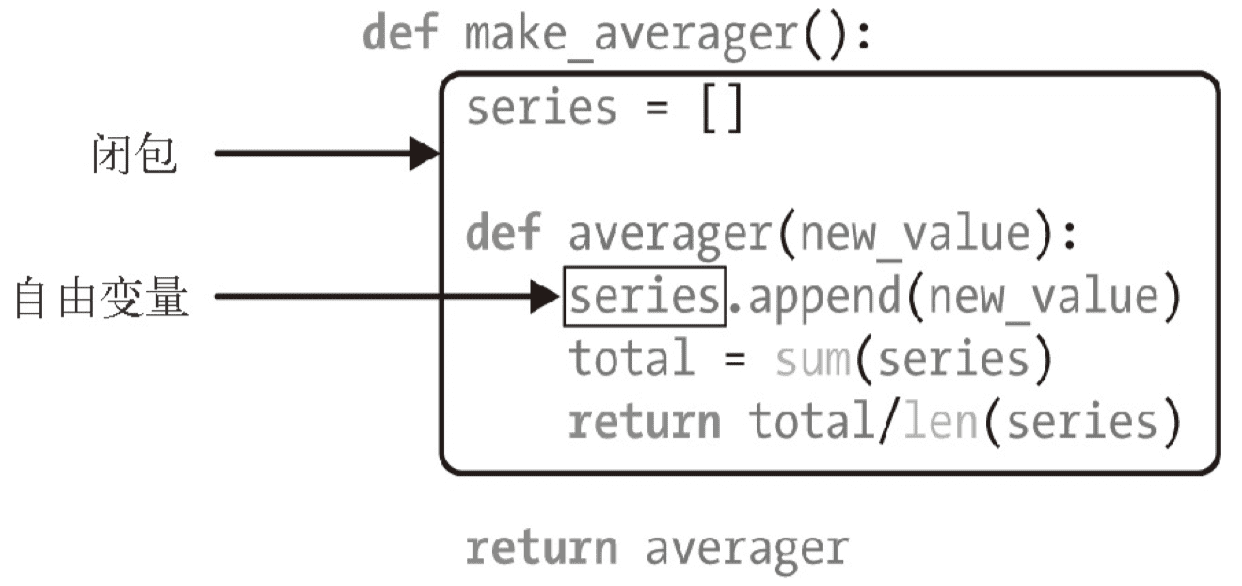 def make_averager():
series = []
闭包
def averager(new_value):
自由变量
series.append(new_value)
total = sum(series)
return total/len(series)
return averager